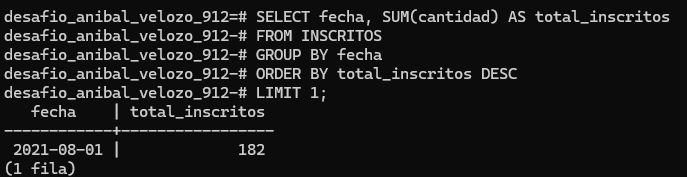 desafio_anibal_velozo_912=# SELECT fecha, SUM(cantidad) AS total_inscritos
desafio_anibal_velozo_912-# FROM INSCRITOS
desafio_anibal_velozo_912-# GROUP BY fecha
desafio_anibal_velozo_912-# ORDER BY total_inscritos DESC
desafio_anibal_velozo_912-# LIMIT 1;
   fecha    | total_inscritos
------------+-----------------
 2021-08-01 |             182
(1 fila)